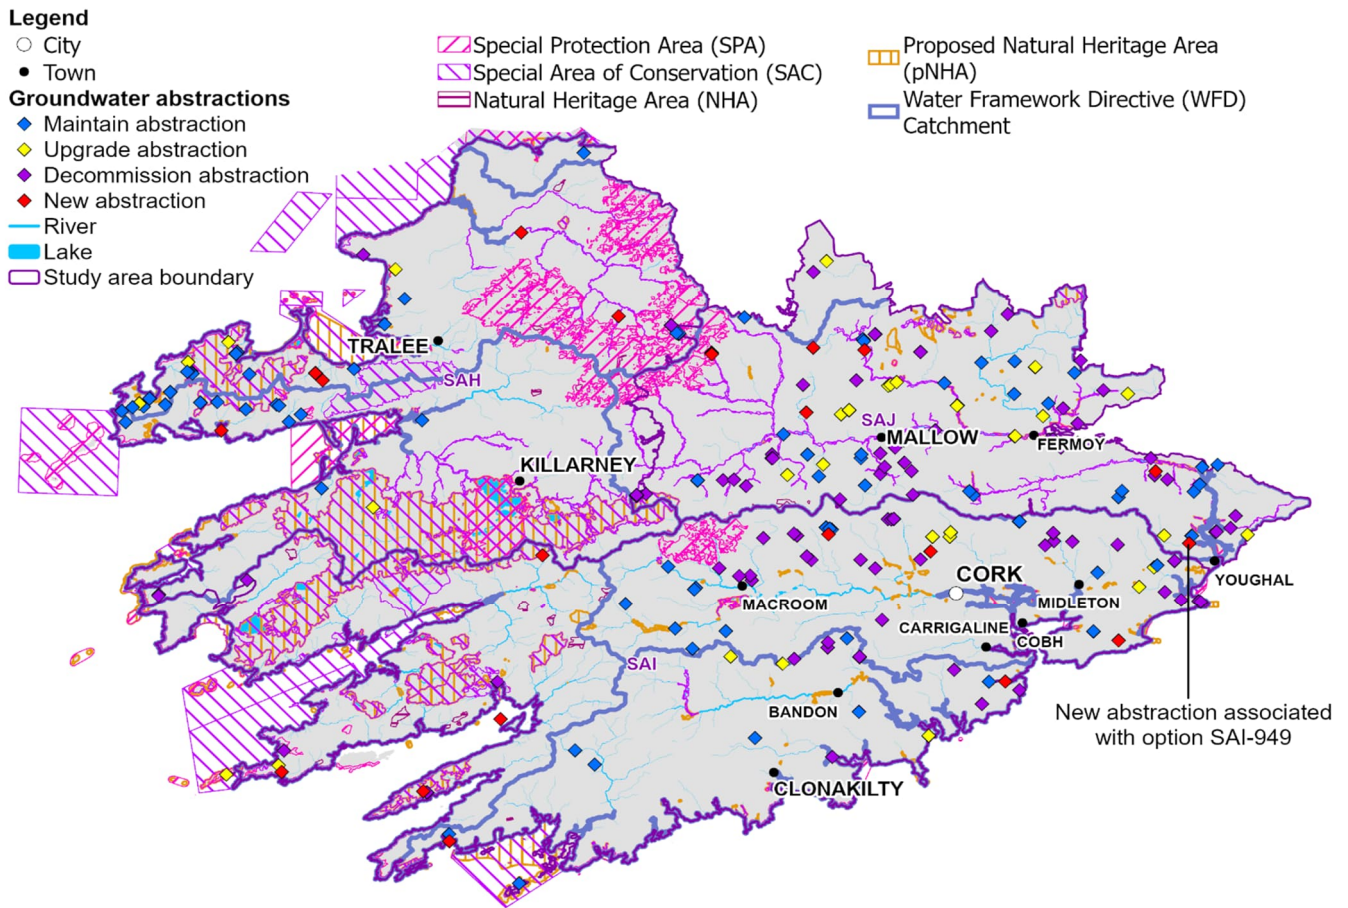 Legend
City
Town
Groundwater abstractions
Maintain abstraction
Upgrade abstraction
Decommission abstraction
New abstraction
River
Lake
Study area boundary
Special Protection Area (SPA)
Special Area of Conservation (SAC)
Natural Heritage Area (NHA)
Proposed Natural Heritage Area
(pNHA)
Water Framework Directive (WFD)
Catchment
TRALEE
SAH
SAJ
MALLOW
FERMOY
KILLARNEY
CORK
YOUGHAL
MACROOM
MIDLETON
CARRIGALINE
COBH
SAI
BANDON
New abstraction associated
with option SAI-949
CLONAKILTY